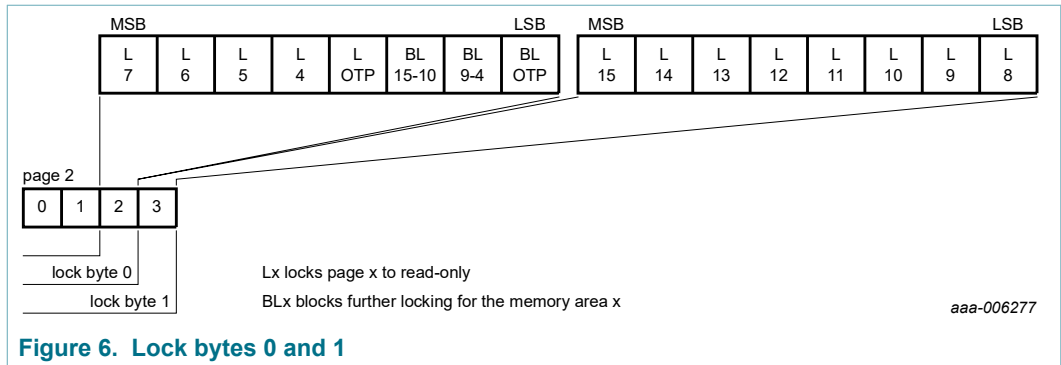 MSB LSB MSB LSB
L L L L L BL BL BL L L L L L L L L
7 6 5 4 OTP 15-10 9-4 OTP 15 14 13 12 11 10 9 8
page 2
0 1 2 3
lock byte 0 Lx locks page x to read-only
lock byte 1 BLx blocks further locking for the memory area x
aaa-006277
Figure 6. Lock bytes 0 and 1